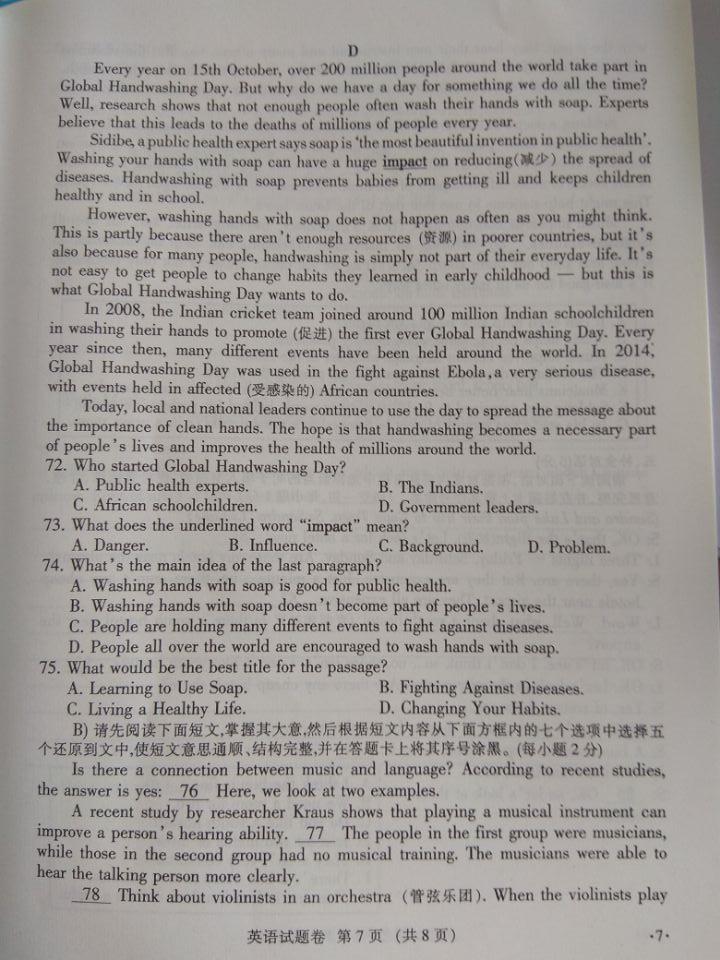 D
Every year on 15th October, over 200 million people around the world take part in
Global Handwashing Day. But why do we have a day for something we do all the time?
Well, research shows that not enough people often wash their hands with soap. Experts
believe that this leads to the deaths of millions of people every year.
Sidibe, a public health expert says soap is 'the most beautiful invention in public health'.
Washing your hands with soap can have a huge impact on reducing(减少) the spread of
diseases. Handwashing with soap prevents babies from getting ill and keeps children
healthy and in school.
However, washing hands with soap does not happen as often as you might think.
This is partly because there aren't enough resources (资源) in poorer countries, but it's
also because for many people, handwashing is simply not part of their everyday life. It's
not easy to get people to change habits they learned in early childhood — but this is
what Global Handwashing Day wants to do.
In 2008, the Indian cricket team joined around 100 million Indian schoolchildren
in washing their hands to promote (促进) the first ever Global Handwashing Day. Every
year since then, many different events have been held around the world. In 2014,
Global Handwashing Day was used in the fight against Ebola, a very serious disease,
with events held in affected (受感染的) African countries.
Today, local and national leaders continue to use the day to spread the message about
the importance of clean hands. The hope is that handwashing becomes a necessary part
of people's lives and improves the health of millions around the world.
72. Who started Global Handwashing Day?
A. Public health experts. B. The Indians.
C. African schoolchildren. D. Government leaders.
73. What does the underlined word "impact" mean?
A. Danger. B. Influence. C. Background. D. Problem.
74. What's the main idea of the last paragraph?
A. Washing hands with soap is good for public health.
B. Washing hands with soap doesn't become part of people's lives.
C. People are holding many different events to fight against diseases.
D. People all over the world are encouraged to wash hands with soap.
75. What would be the best title for the passage?
A. Learning to Use Soap. B. Fighting Against Diseases.
C. Living a Healthy Life. D. Changing Your Habits.
B) 请先阅读下面短文,掌握其大意,然后根据短文内容从下面方框内的七个选项中选择五
个还原到文中,使短文意思通顺、结构完整,并在答题卡上将其序号涂黑。(每小题2分)
Is there a connection between music and language? According to recent studies,
the answer is yes: 76 Here, we look at two examples.
A recent study by researcher Kraus shows that playing a musical instrument can
improve a person's hearing ability. 77 The people in the first group were musicians,
while those in the second group had no musical training. The musicians were able to
hear the talking person more clearly.
78 Think about violinists in an orchestra (管弦乐团). When the violinists play
英语试题卷 第7页 (共8页) ·7·